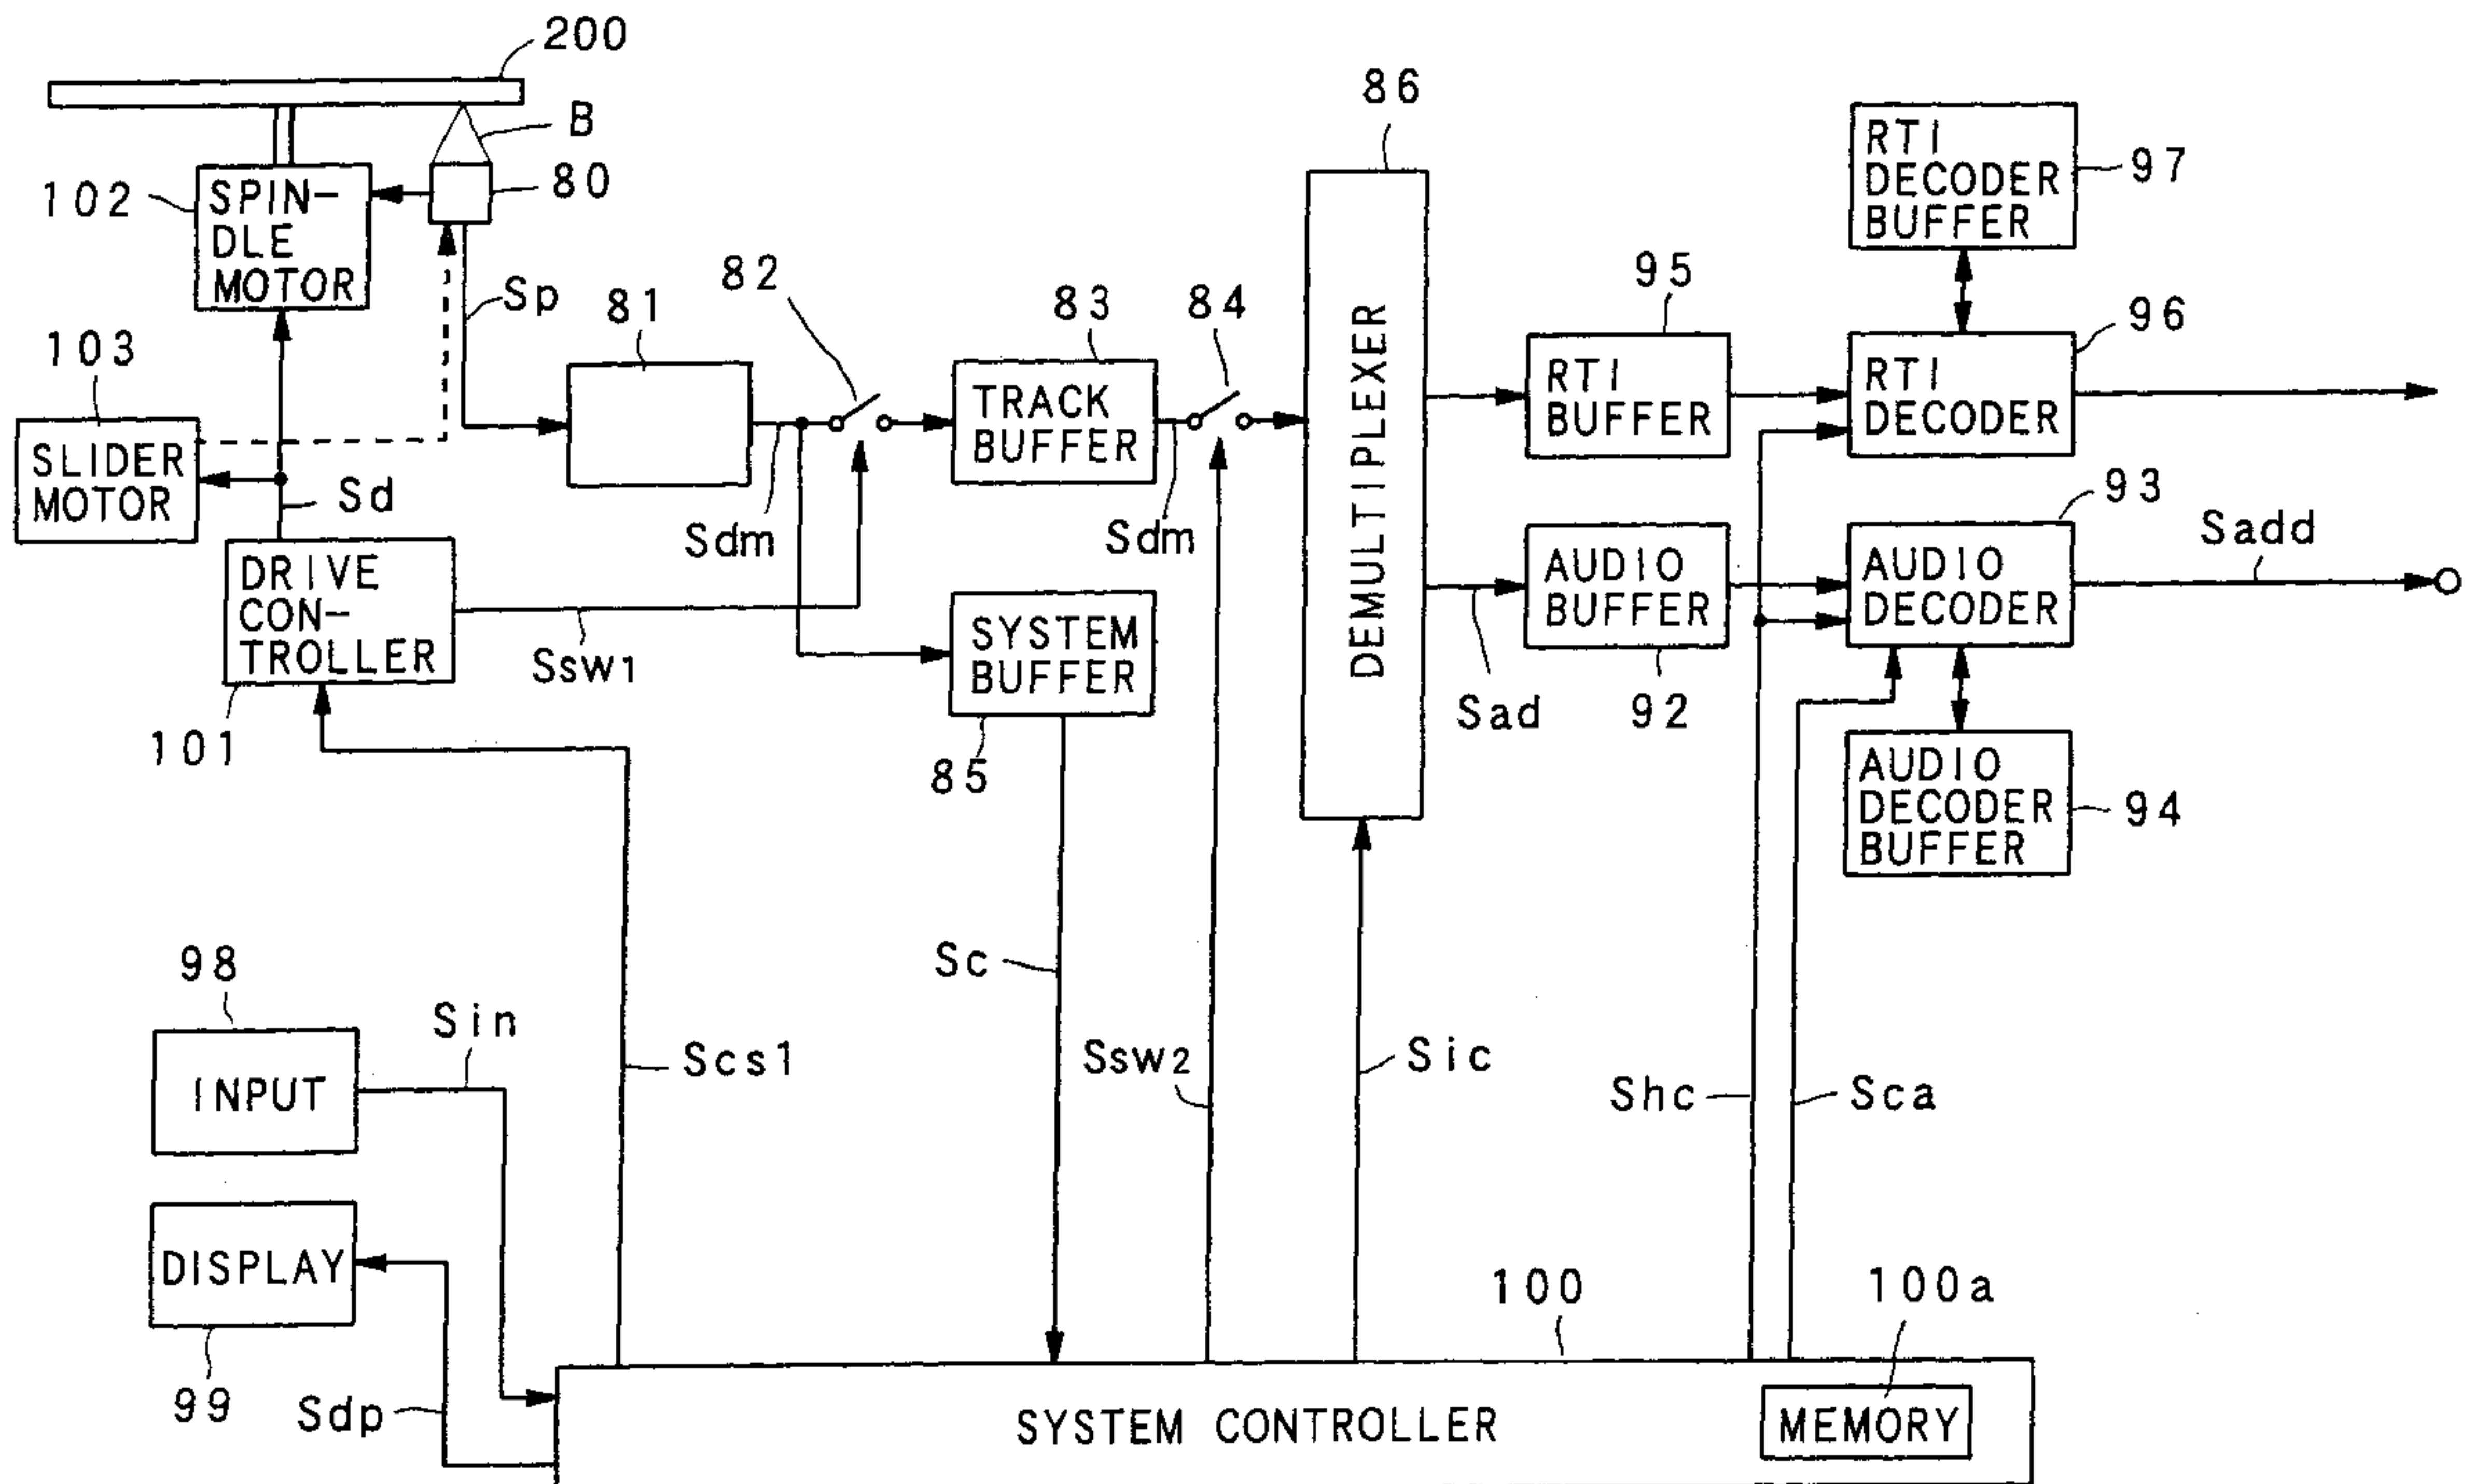 200
B
86
RTI
DECODER
BUFFER
97
102
SPIN-
DLE
MOTOR
80
Sp
81
82
83
84
95
96
103
SLIDER
MOTOR
Sd
TRACK
BUFFER
DEMULTIPLEXER
RTI
BUFFER
RTI
DECODER
Sdm
Sdm
93
Sadd
DRIVE
CON-
TROLLER
101
Ssw1
SYSTEM
BUFFER
85
AUDIO
BUFFER
AUDIO
DECODER
Sad
92
AUDIO
DECODER
BUFFER
94
98
INPUT
Sin
Scs1
Sc
Ssw2
Sic
Shc
Sca
DISPLAY
99
Sdp
100
100a
SYSTEM CONTROLLER
MEMORY